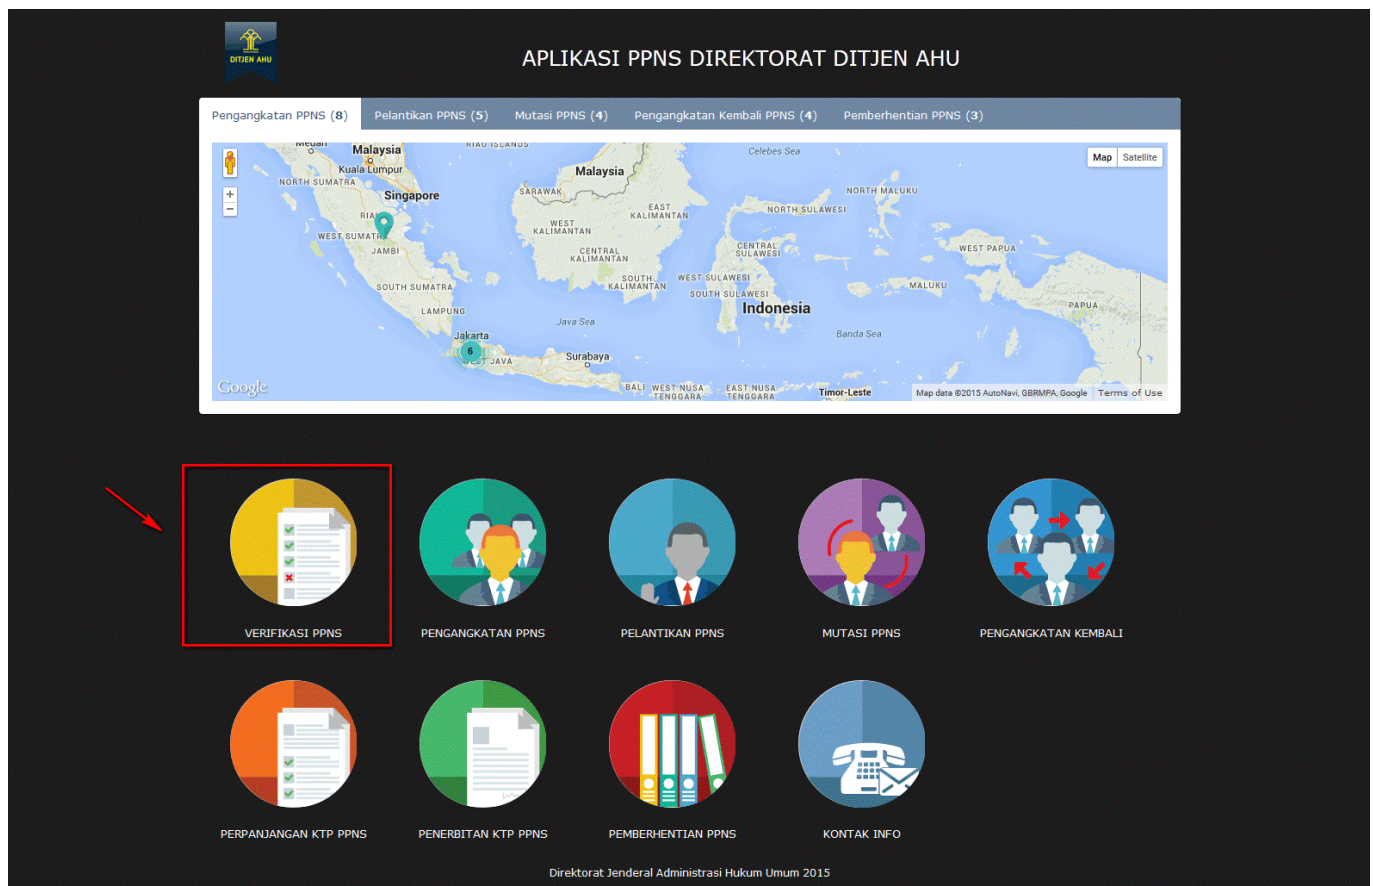 DITJEN AHU
APLIKASI PPNS DIREKTORAT DITJEN AHU
Pengangkatan PPNS (8) Pelantikan PPNS (5) Mutasi PPNS (4) Pengangkatan Kembali PPNS (4) Pemberhentian PPNS (3)
Medan
Malaysia
RIAU ISLANDS
Celebes Sea
Map Satellite
Kuala Lumpur
Malaysia
NORTH SUMATRA
Singapore
SARAWAK
NORTH MALUKU
+
−
EAST
KALIMANTAN
NORTH SULAWESI
WEST
KALIMANTAN
WEST SUMATRA
JAMBI
CENTRAL
KALIMANTAN
CENTRAL
SULAWESI
WEST PAPUA
SOUTH SUMATRA
SOUTH
KALIMANTAN
WEST SULAWESI
SOUTH SULAWESI
MALUKU
LAMPUNG
Indonesia
PAPUA
Java Sea
Banda Sea
Jakarta
6
WEST JAVA
Surabaya
Google
BALI
WEST NUSA
TENGGARA
EAST NUSA
TENGGARA
Timor-Leste
Map data ©2015 AutoNavi, GBRMPA, Google Terms of Use
VERIFIKASI PPNS PENGANGKATAN PPNS PELANTIKAN PPNS MUTASI PPNS PENGANGKATAN KEMBALI
PERPANJANGAN KTP PPNS PENERBITAN KTP PPNS PEMBERHENTIAN PPNS KONTAK INFO
Direktorat Jenderal Administrasi Hukum Umum 2015